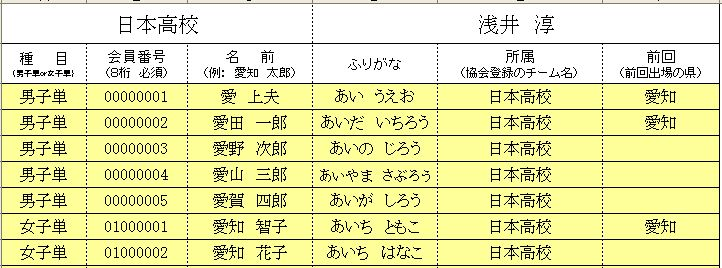 日本高校 浅井 淳
種 目 会員番号 名 前 ふりがな 所属 前回
(男子単or女子単) (8桁 必須) (例: 愛知 太郎) (協会登録のチーム名) (前回出場の県)
男子単 00000001 愛 上夫 あい うえお 日本高校 愛知
男子単 00000002 愛田 一郎 あいだ いちろう 日本高校 愛知
男子単 00000003 愛野 次郎 あいの じろう 日本高校
男子単 00000004 愛山 三郎 あいやま さぶろう 日本高校
男子単 00000005 愛賀 四郎 あいが しろう 日本高校
女子単 01000001 愛知 智子 あいち ともこ 日本高校 愛知
女子単 01000002 愛知 花子 あいち はなこ 日本高校